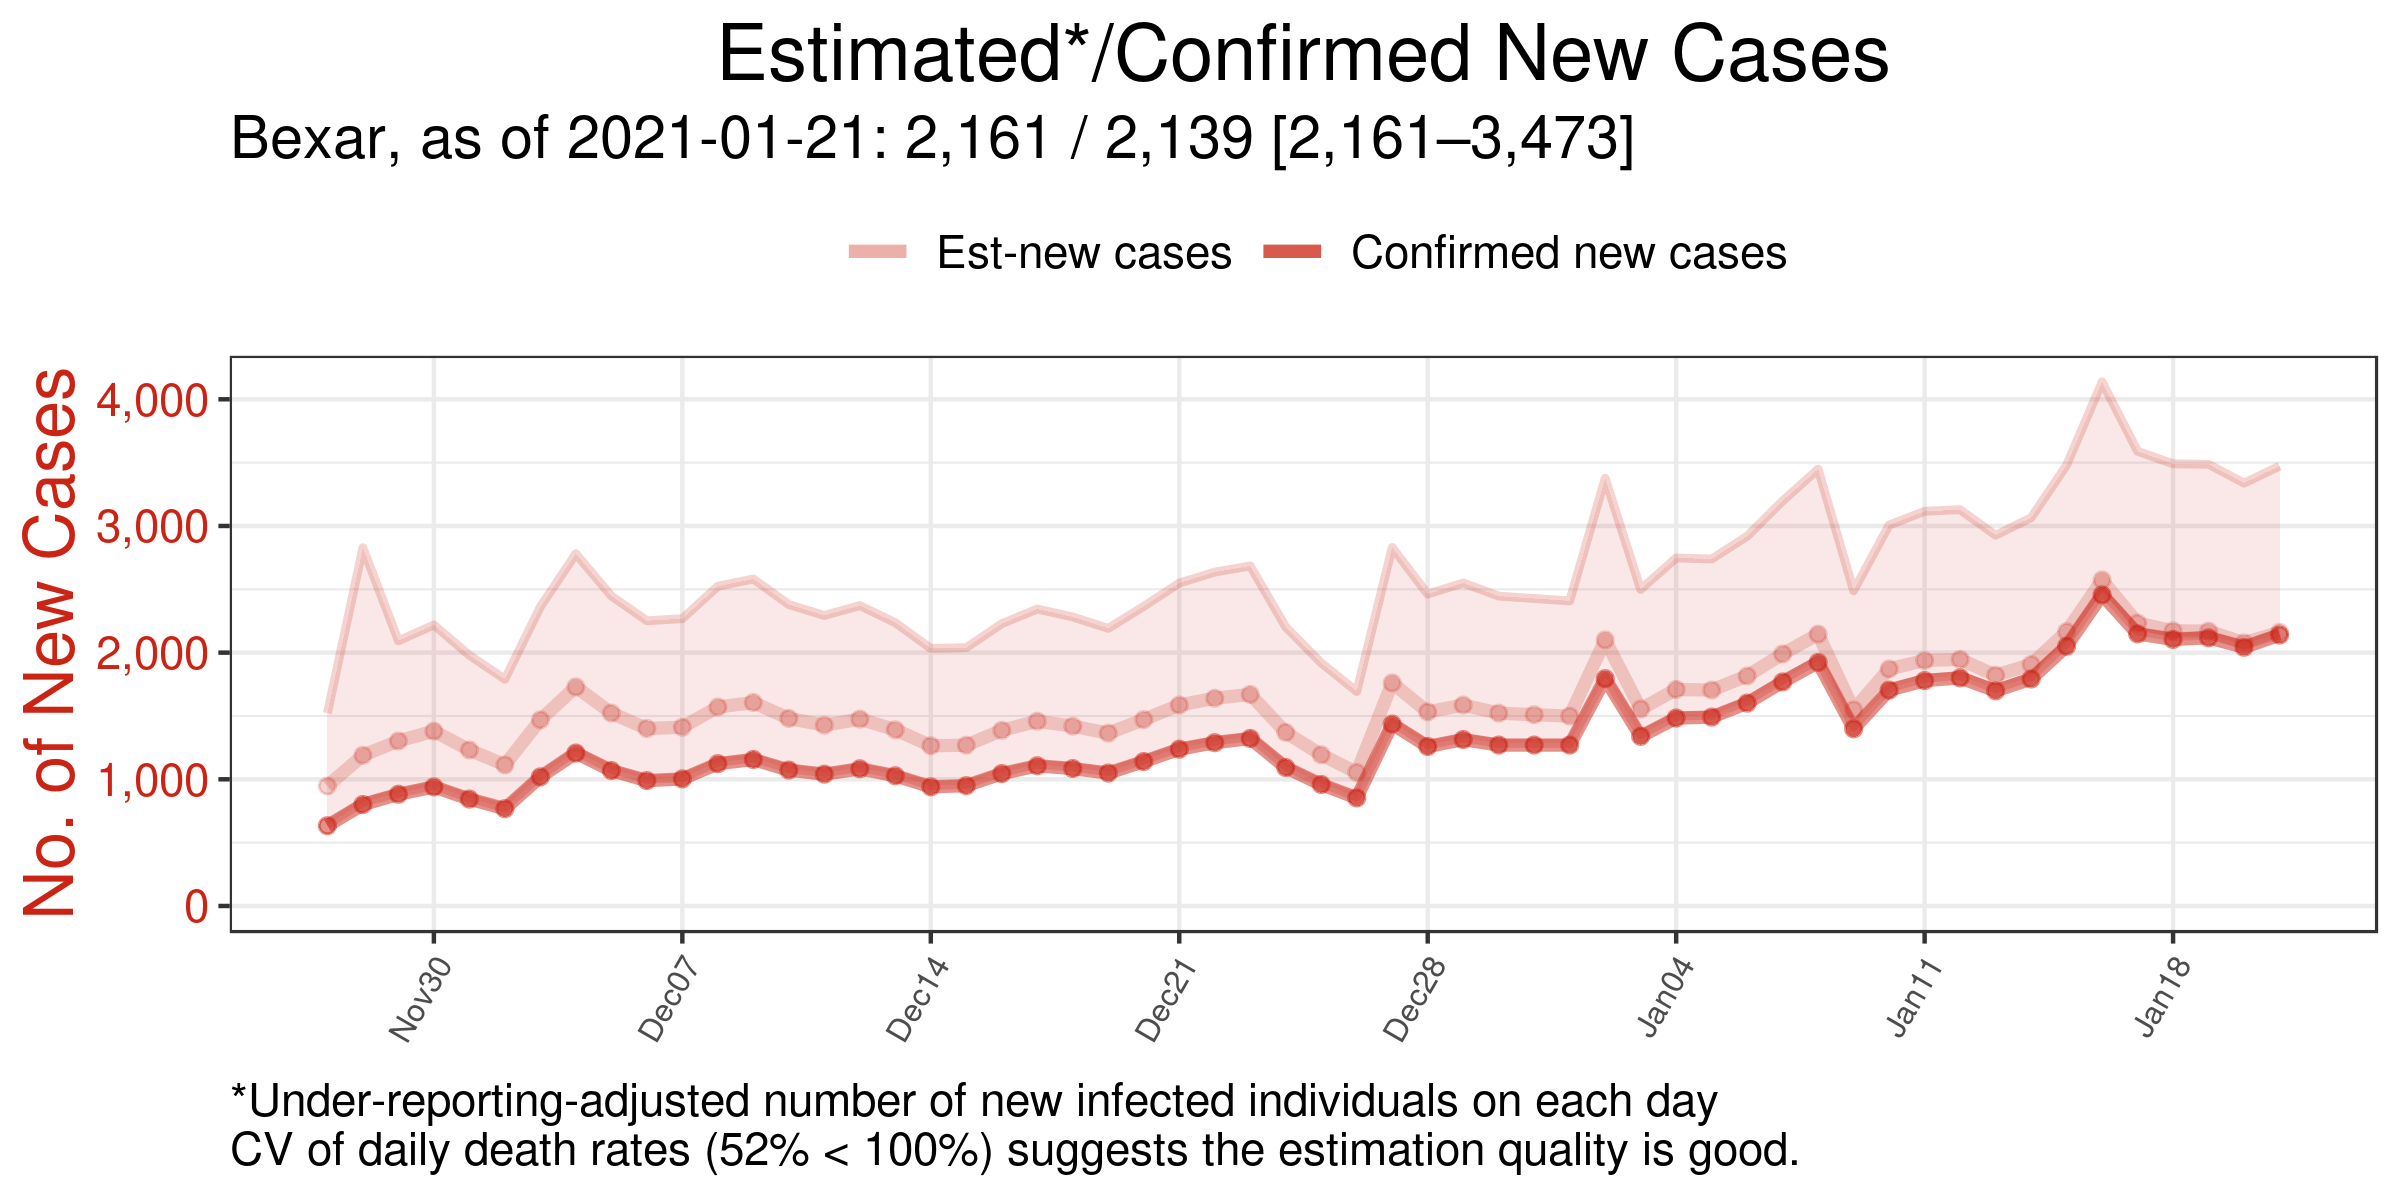 Estimated*/Confirmed New Cases
Bexar, as of 2021-01-21: 2,161 / 2,139 [2,161–3,473]
Est-new cases Confirmed new cases
No. of New Cases
4,000
3,000
2,000
1,000
0
Nov30 Dec07 Dec14 Dec21 Dec28 Jan04 Jan11 Jan18
*Under-reporting-adjusted number of new infected individuals on each day
CV of daily death rates (52% < 100%) suggests the estimation quality is good.